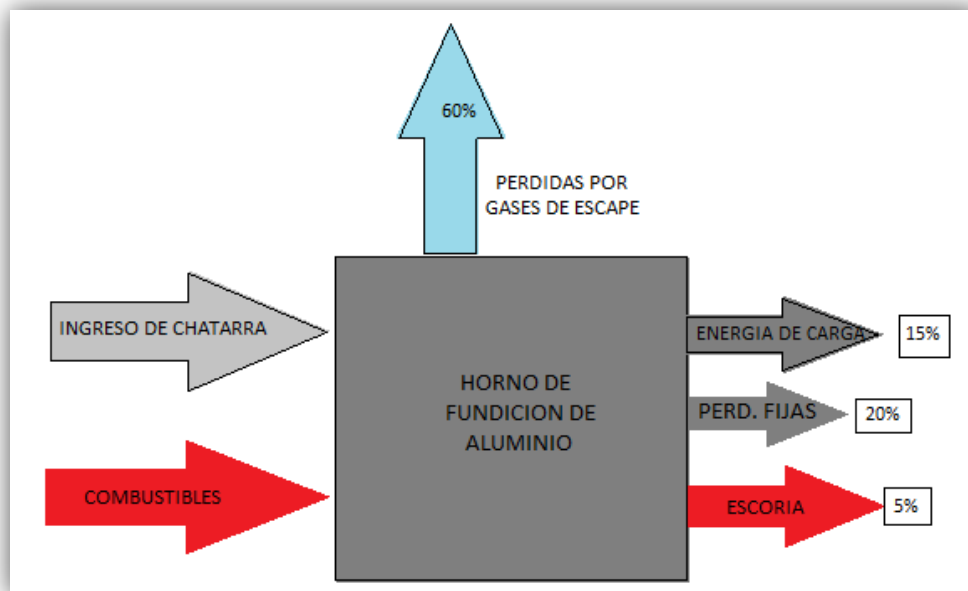 60%
PERDIDAS POR
GASES DE ESCAPE
INGRESO DE CHATARRA
ENERGIA DE CARGA
15%
HORNO DE
FUNDICION DE
ALUMINIO
PERD. FIJAS
20%
COMBUSTIBLES
ESCORIA
5%